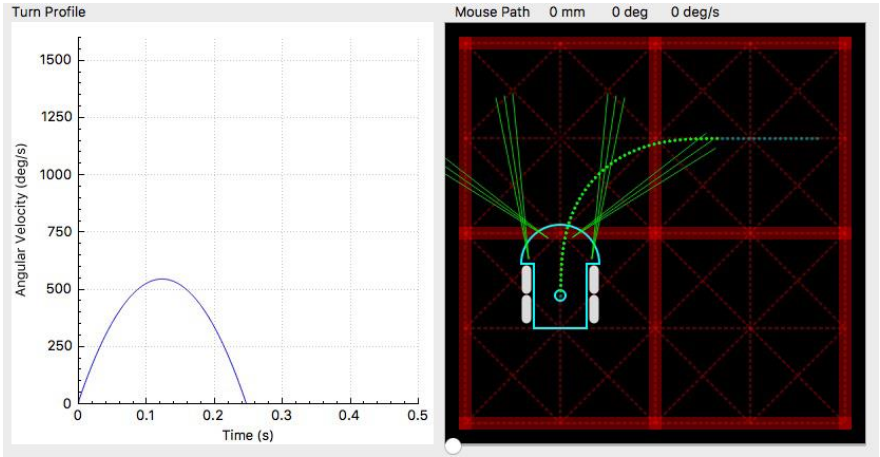 Turn Profile
Mouse Path 0 mm 0 deg 0 deg/s
1500
1250
1000
750
500
250
0
Angular Velocity (deg/s)
0 0.1 0.2 0.3 0.4 0.5
Time (s)